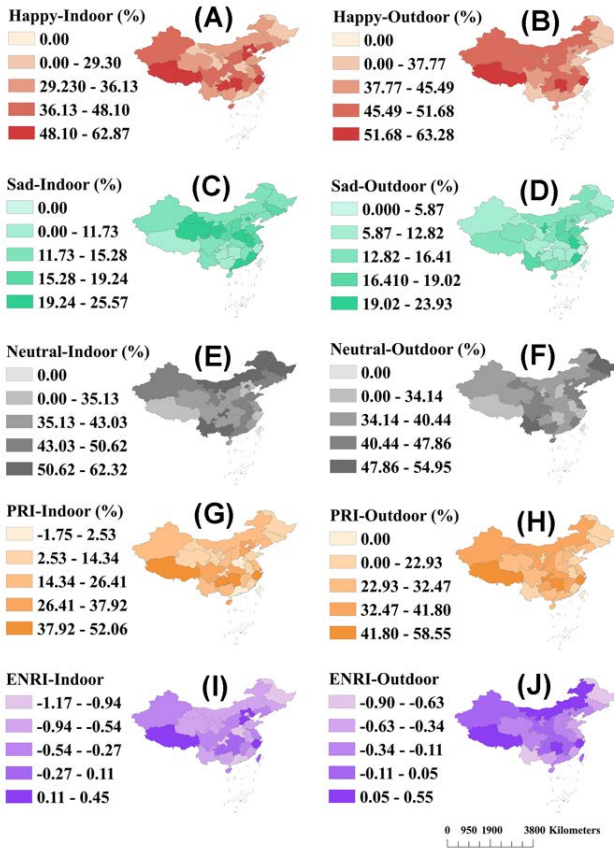 Happy-Indoor (%)
(A)
0.00
0.00 - 29.30
29.230 - 36.13
36.13 - 48.10
48.10 - 62.87
Happy-Outdoor (%)
(B)
0.00
0.00 - 37.77
37.77 - 45.49
45.49 - 51.68
51.68 - 63.28
Sad-Indoor (%)
(C)
0.00
0.00 - 11.73
11.73 - 15.28
15.28 - 19.24
19.24 - 25.57
Sad-Outdoor (%)
(D)
0.000 - 5.87
5.87 - 12.82
12.82 - 16.41
16.410 - 19.02
19.02 - 23.93
Neutral-Indoor (%)
(E)
0.00
0.00 - 35.13
35.13 - 43.03
43.03 - 50.62
50.62 - 62.32
Neutral-Outdoor (%)
(F)
0.00
0.00 - 34.14
34.14 - 40.44
40.44 - 47.86
47.86 - 54.95
PRI-Indoor (%)
(G)
-1.75 - 2.53
2.53 - 14.34
14.34 - 26.41
26.41 - 37.92
37.92 - 52.06
PRI-Outdoor (%)
(H)
0.00
0.00 - 22.93
22.93 - 32.47
32.47 - 41.80
41.80 - 58.55
ENRI-Indoor
(I)
-1.17 - -0.94
-0.94 - -0.54
-0.54 - -0.27
-0.27 - 0.11
0.11 - 0.45
ENRI-Outdoor
(J)
-0.90 - -0.63
-0.63 - -0.34
-0.34 - -0.11
-0.11 - 0.05
0.05 - 0.55
0 950 1900 3800 Kilometers